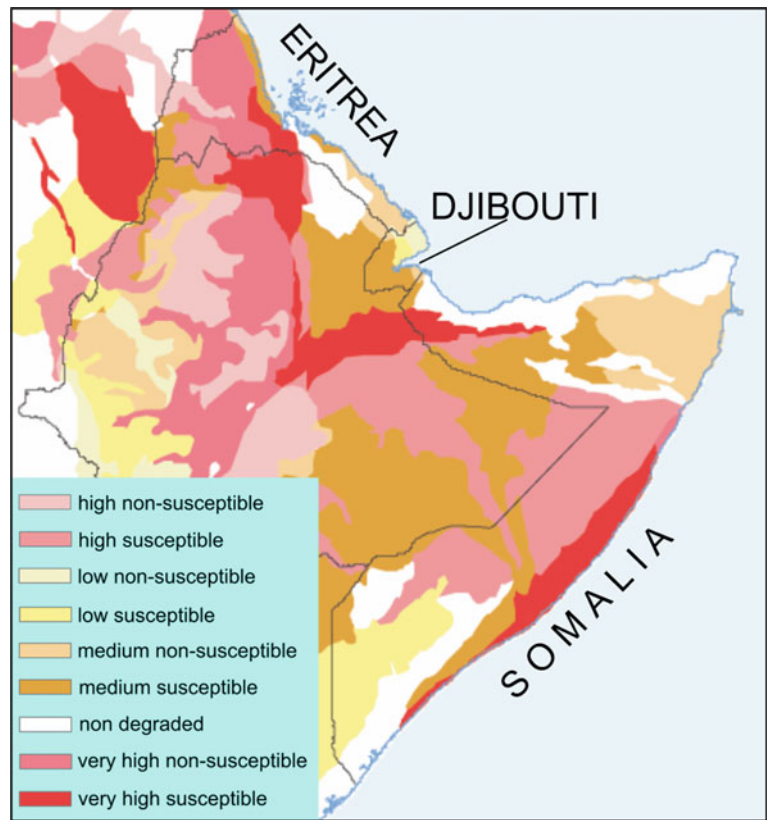 ERITREA
DJIBOUTI
SOMALIA
high non-susceptible
high susceptible
low non-susceptible
low susceptible
medium non-susceptible
medium susceptible
non degraded
very high non-susceptible
very high susceptible